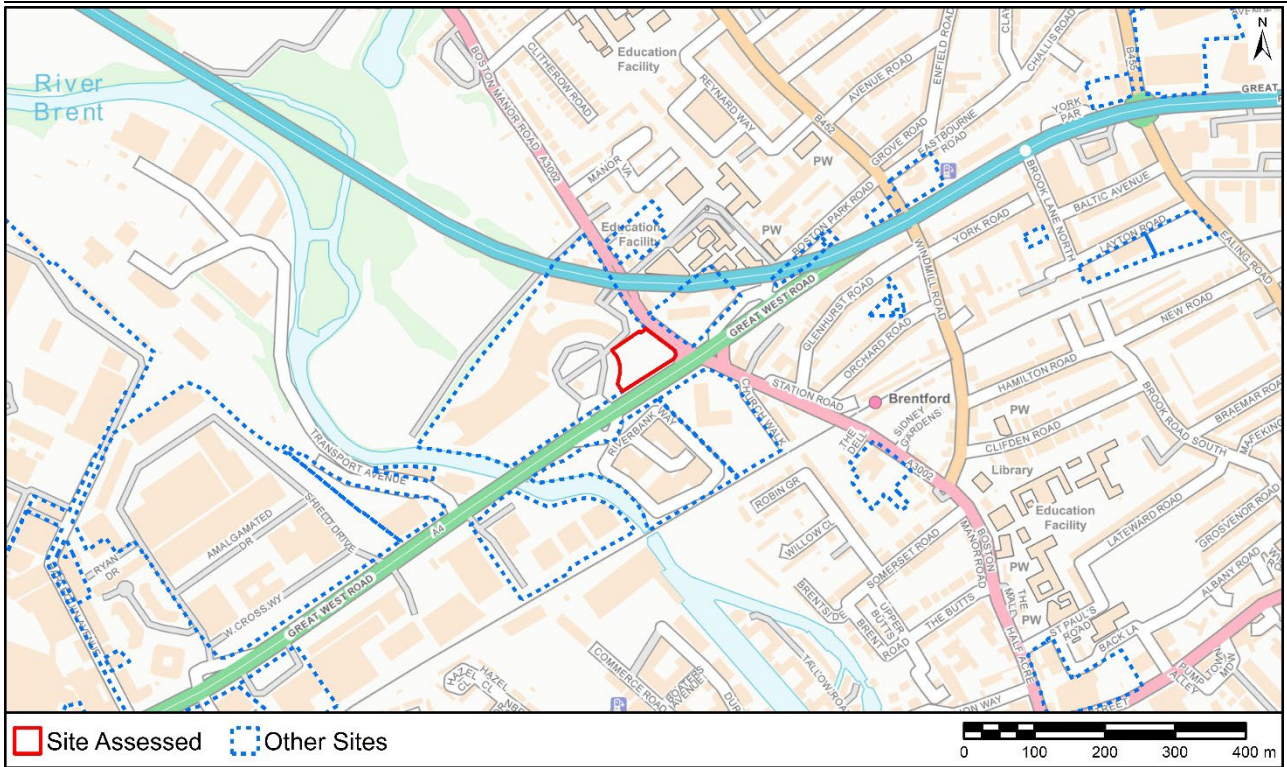 N
River
Brent
BOSTON MANOR ROAD
A3002
CLITHEROW ROAD
Education
Facility
REYNARD WAY
AVENUE ROAD
ENFIELD ROAD
CHALLIS ROAD
B452
B455
GREAT
YORK
PAR
GROVE ROAD
EASTBOURNE
ROAD
PW
MANOR
VA
Education
Facility
PW
BOSTON PARK ROAD
YORK ROAD
BROOK LANE NORTH
BALTIC AVENUE
LAYTON ROAD
EALING ROAD
WINDMILL ROAD
GREAT WEST ROAD
GLENHURST ROAD
ORCHARD ROAD
NEW ROAD
HAMILTON ROAD
STATION ROAD
CHURCH WALK
Brentford
SIDNEY
GARDENS
THE
DELL
A3002
PW
CLIFDEN ROAD
BROOK ROAD SOUTH
BRAEMAR ROAD
MAFEKING
RIVERBANK WAY
TRANSPORT AVENUE
SHIELD DRIVE
AMALGAMATED
DR
RYAN
DR
W CROSS WY
A4
GREAT WEST ROAD
ROBIN GR
WILLOW CL
SOMERSET ROAD
Library
Education
Facility
LATEWARD ROAD
GROSVENOR ROAD
ALBANY ROAD
BOSTON
MANOR ROAD
PW
THE
PW
HALF ACRE
ST PAUL'S
ROAD
BACK LA
PUMP
ALLEY
THE BUTTS
UPPER
BUTTS
BRENT
ROAD
BRENTSIDE
TALLOW ROAD
COMMERCE ROAD
BOATERS
AVENUE
HAZEL
CL
Site Assessed
Other Sites
0 100 200 300 400 m